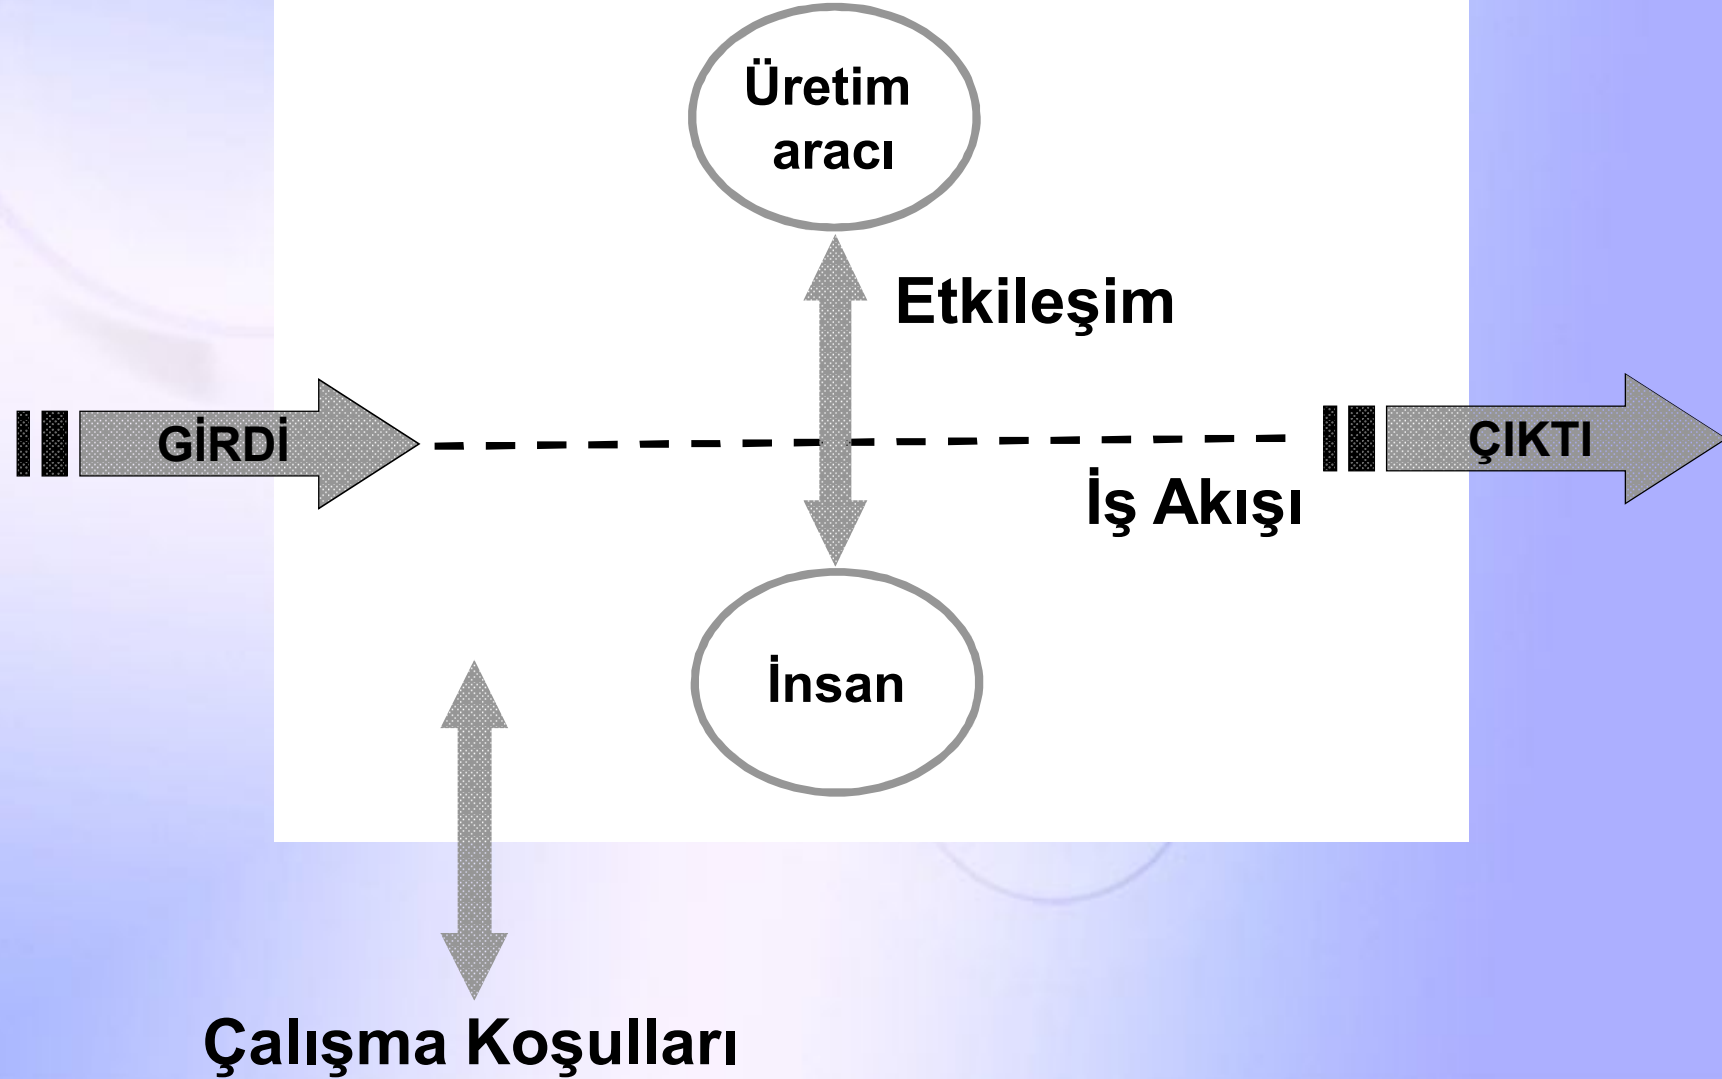 Üretim
aracı
Etkileşim
GİRDİ
ÇIKTI
İş Akışı
İnsan
Çalışma Koşulları